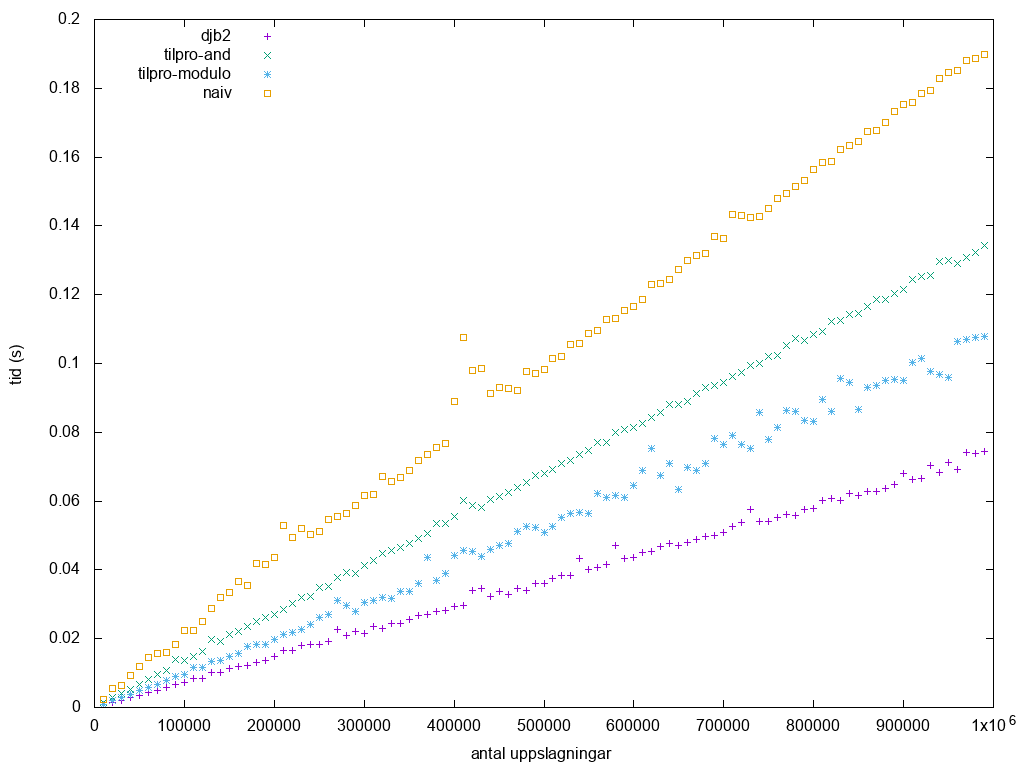 0.2
djb2
tilpro-and
tilpro-modulo
naiv
0.18
0.16
0.14
0.12
0.1
0.08
0.06
0.04
0.02
0
tid (s)
0 100000 200000 300000 400000 500000 600000 700000 800000 900000 1x10⁶
antal uppslagningar